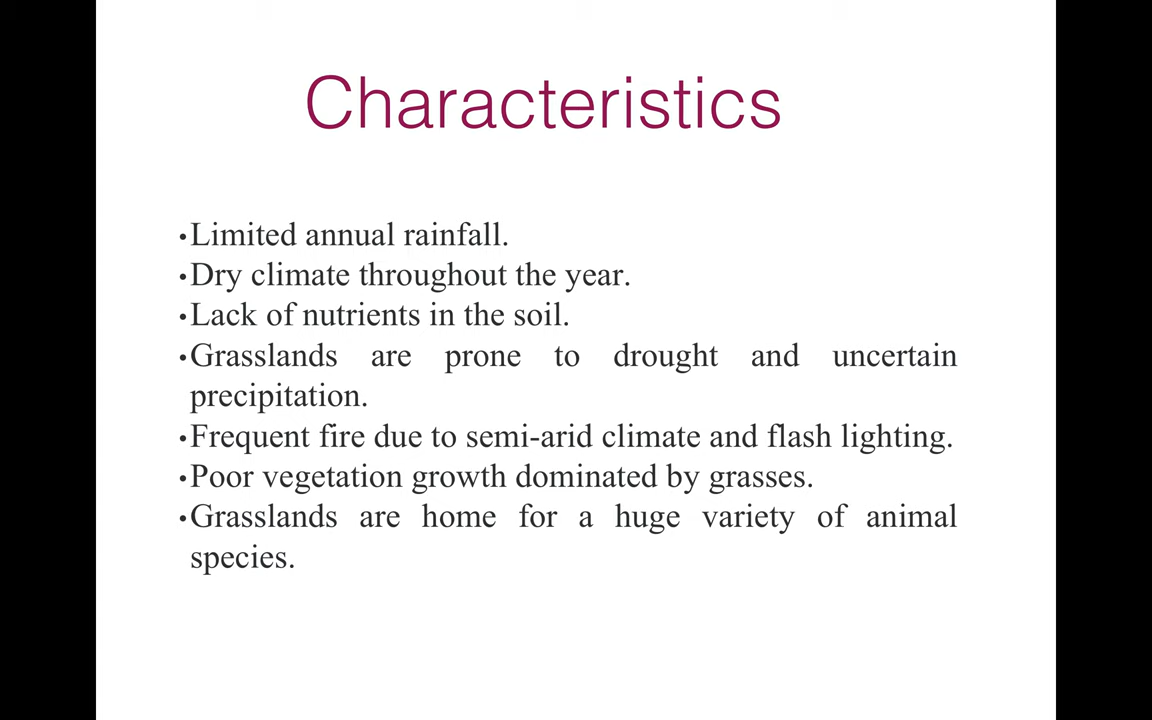 Characteristics
•Limited annual rainfall.
•Dry climate throughout the year.
•Lack of nutrients in the soil.
•Grasslands are prone to drought and uncertain
precipitation.
•Frequent fire due to semi-arid climate and flash lighting.
•Poor vegetation growth dominated by grasses.
•Grasslands are home for a huge variety of animal
species.